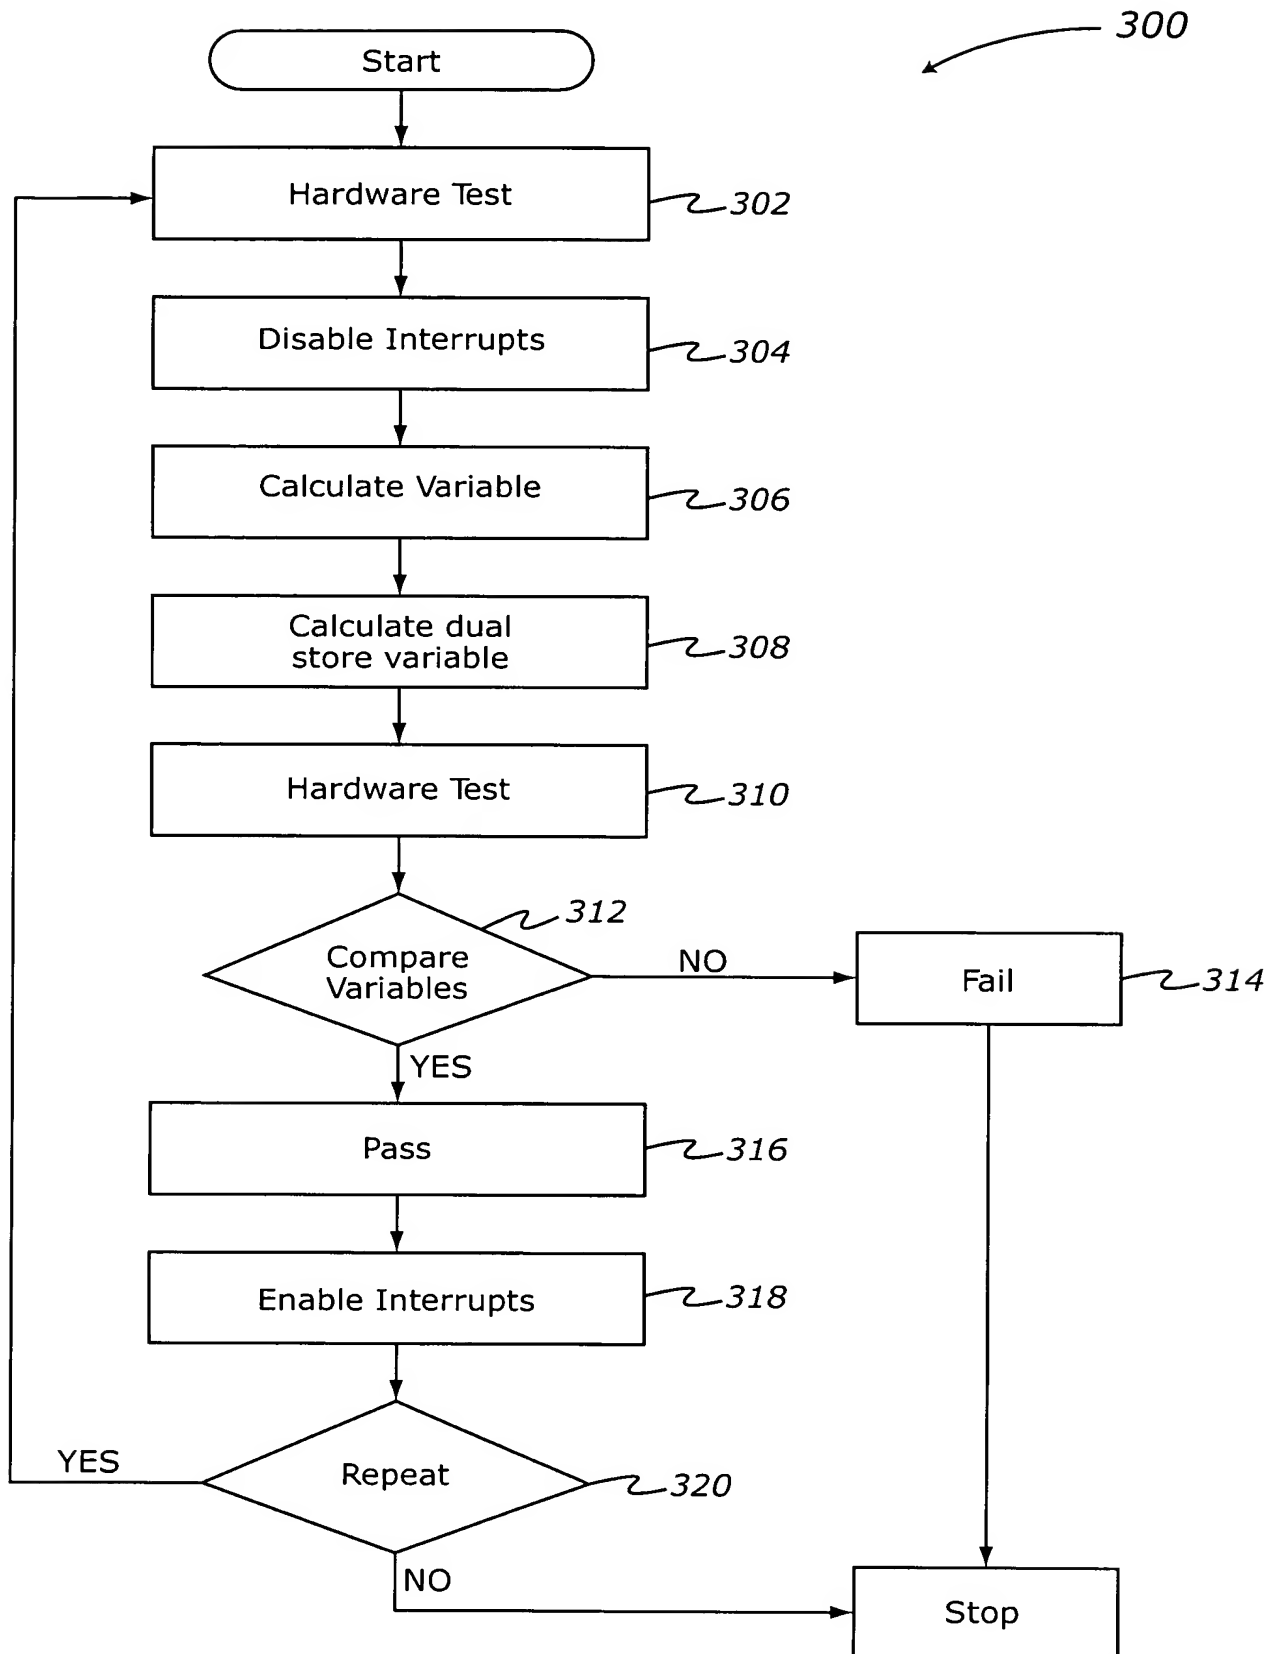 300
Start
Hardware Test
302
Disable Interrupts
304
Calculate Variable
306
Calculate dual
store variable
308
Hardware Test
310
312
Compare
Variables
NO
Fail
314
YES
Pass
316
Enable Interrupts
318
YES
Repeat
320
NO
Stop